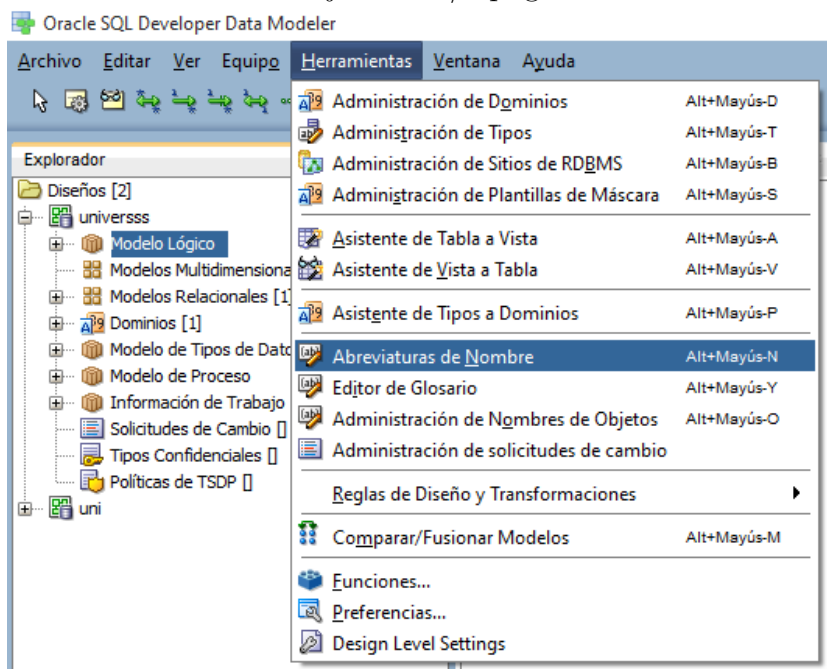 Oracle SQL Developer Data Modeler
Archivo Editar Ver Equipo Herramientas Ventana Ayuda
Explorador
Diseños [2]
universss
Modelo Lógico
Modelos Multidimensiona
Modelos Relacionales [1]
Dominios [1]
Modelo de Tipos de Dato
Modelo de Proceso
Información de Trabajo
Solicitudes de Cambio []
Tipos Confidenciales []
Políticas de TSDP []
uni
Administración de Dominios Alt+Mayús-D
Administración de Tipos Alt+Mayús-T
Administración de Sitios de RDBMS Alt+Mayús-B
Administración de Plantillas de Máscara Alt+Mayús-S
Asistente de Tabla a Vista Alt+Mayús-A
Asistente de Vista a Tabla Alt+Mayús-V
Asistente de Tipos a Dominios Alt+Mayús-P
Abreviaturas de Nombre Alt+Mayús-N
Editor de Glosario Alt+Mayús-Y
Administración de Nombres de Objetos Alt+Mayús-O
Administración de solicitudes de cambio
Reglas de Diseño y Transformaciones
Comparar/Fusionar Modelos Alt+Mayús-M
Funciones...
Preferencias...
Design Level Settings